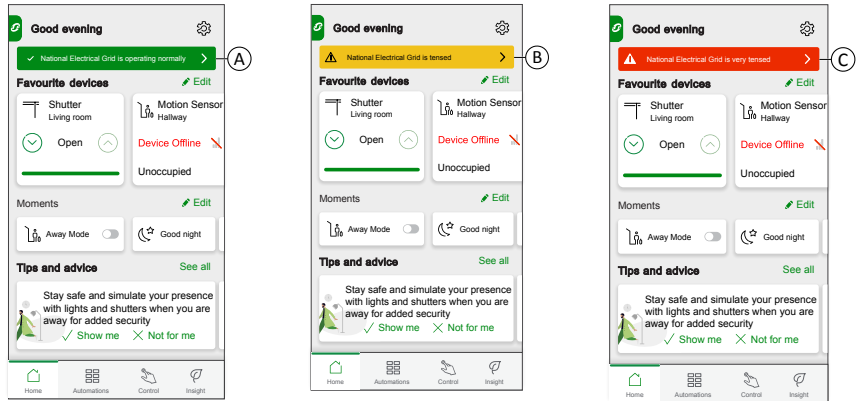 Good evening
National Electrical Grid is operating normally
A
Favourite devices
Edit
Shutter
Living room
Open
Motion Sensor
Hallway
Device Offline
Unoccupied
Moments
Edit
Away Mode
Good night
Tips and advice
See all
Stay safe and simulate your presence
with lights and shutters when you are
away for added security
Show me
Not for me
Home
Automations
Control
Insight
Good evening
National Electrical Grid is tensed
B
Favourite devices
Edit
Shutter
Living room
Open
Motion Sensor
Hallway
Device Offline
Unoccupied
Moments
Edit
Away Mode
Good night
Tips and advice
See all
Stay safe and simulate your presence
with lights and shutters when you are
away for added security
Show me
Not for me
Home
Automations
Control
Insight
Good evening
National Electrical Grid is very tensed
C
Favourite devices
Edit
Shutter
Living room
Open
Motion Sensor
Hallway
Device Offline
Unoccupied
Moments
Edit
Away Mode
Good night
Tips and advice
See all
Stay safe and simulate your presence
with lights and shutters when you are
away for added security
Show me
Not for me
Home
Automations
Control
Insight